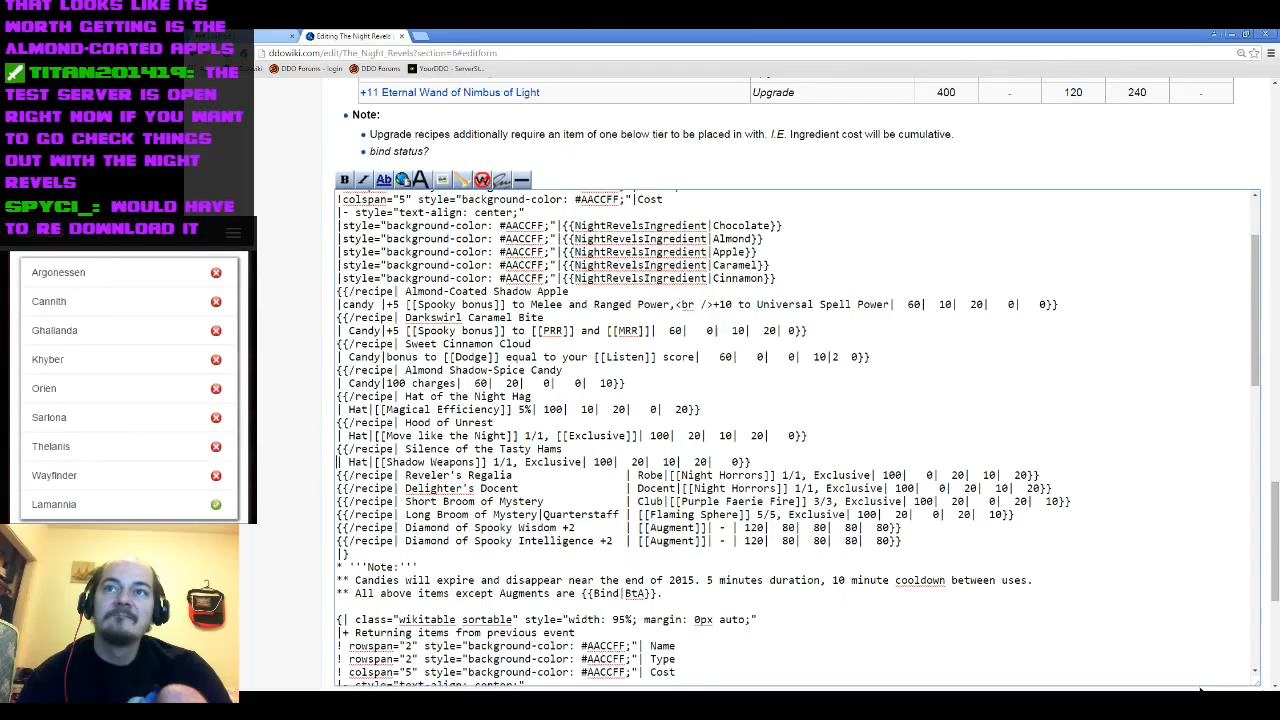 THAT LOOKS LIKE ITS
WORTH GETTING IS THE
ALMOND-COATED APPLS
TITAN201419: THE
TEST SERVER IS OPEN
RIGHT NOW IF YOU WANT
TO GO CHECK THINGS
OUT WITH THE NIGHT
REVELS
SPYCI_: WOULD HAVE
TO RE DOWNLOAD IT
Argonessen
Cannith
Ghallanda
Khyber
Orien
Sarlona
Thelanis
Wayfinder
Lamannia
Editing The Night Revels
ddowiki.com/edit/The_Night_Revels?section=6#editform
DDO Forums - login
DDO Forums
YourDDO - ServerSt...
+11 Eternal Wand of Nimbus of Light Upgrade 400 - 120 240 -
Note:
Upgrade recipes additionally require an item of one below tier to be placed in with. I.E. Ingredient cost will be cumulative.
bind status?
|colspan="5" style="background-color: #AACCFF;"|Cost
|- style="text-align: center;"
|style="background-color: #AACCFF;"|{{NightRevelsIngredient|Chocolate}}
|style="background-color: #AACCFF;"|{{NightRevelsIngredient|Almond}}
|style="background-color: #AACCFF;"|{{NightRevelsIngredient|Apple}}
|style="background-color: #AACCFF;"|{{NightRevelsIngredient|Caramel}}
|style="background-color: #AACCFF;"|{{NightRevelsIngredient|Cinnamon}}
{{/recipe| Almond-Coated Shadow Apple
|candy |+5 [[Spooky bonus]] to Melee and Ranged Power,<br />+10 to Universal Spell Power| 60| 10| 20| 0| 0}}
{{/recipe| Darkswirl Caramel Bite
| Candy|+5 [[Spooky bonus]] to [[PRR]] and [[MRR]]| 60| 0| 10| 20| 0}}
{{/recipe| Sweet Cinnamon Cloud
| Candy|bonus to [[Dodge]] equal to your [[Listen]] score| 60| 0| 0| 10|2 0}}
{{/recipe| Almond Shadow-Spice Candy
| Candy|100 charges| 60| 20| 0| 0| 10}}
{{/recipe| Hat of the Night Hag
| Hat|[[Magical Efficiency]] 5%| 100| 10| 20| 0| 20}}
{{/recipe| Hood of Unrest
| Hat|[[Move like the Night]] 1/1, [[Exclusive]]| 100| 20| 10| 20| 0}}
{{/recipe| Silence of the Tasty Hams
| Hat|[[Shadow Weapons]] 1/1, Exclusive| 100| 20| 10| 20| 0}}
{{/recipe| Reveler's Regalia | Robe|[[Night Horrors]] 1/1, Exclusive| 100| 0| 20| 10| 20}}
{{/recipe| Delighter's Docent | Docent|[[Night Horrors]] 1/1, Exclusive| 100| 0| 20| 10| 20}}
{{/recipe| Short Broom of Mystery | Club|[[Purple Faerie Fire]] 3/3, Exclusive| 100| 20| 0| 20| 10}}
{{/recipe| Long Broom of Mystery|Quarterstaff | [[Flaming Sphere]] 5/5, Exclusive| 100| 20| 0| 20| 10}}
{{/recipe| Diamond of Spooky Wisdom +2 | [[Augment]]| - | 120| 80| 80| 80| 80}}
{{/recipe| Diamond of Spooky Intelligence +2 | [[Augment]]| - | 120| 80| 80| 80| 80}}
|}
* '''Note:'''
** Candies will expire and disappear near the end of 2015. 5 minutes duration, 10 minute cooldown between uses.
** All above items except Augments are {{Bind|BtA}}.
{| class="wikitable sortable" style="width: 95%; margin: 0px auto;"
|+ Returning items from previous event
! rowspan="2" style="background-color: #AACCFF;"| Name
! rowspan="2" style="background-color: #AACCFF;"| Type
! colspan="5" style="background-color: #AACCFF;"| Cost
|- style="text-align: center;"